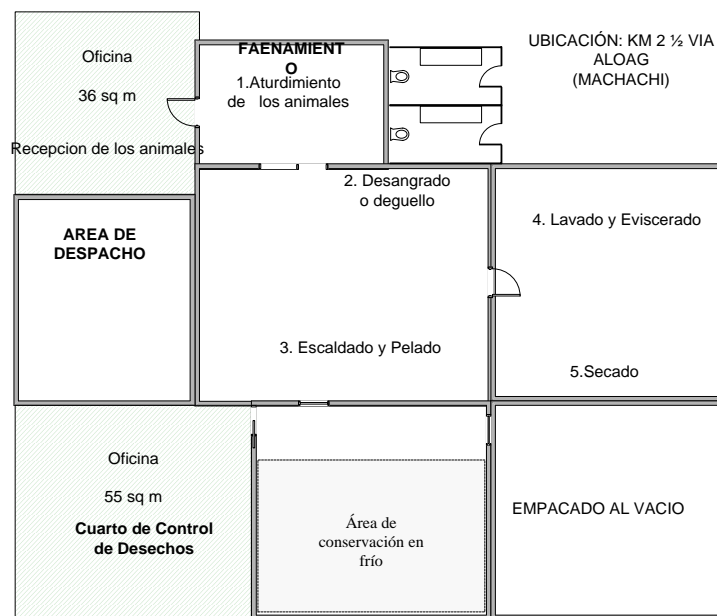 Oficina
36 sq m
Recepcion de los animales
FAENAMIENT
O
1.Aturdimiento
de los animales
UBICACIÓN: KM 2 ½ VIA
ALOAG
(MACHACHI)
2. Desangrado
o deguello
AREA DE
DESPACHO
4. Lavado y Eviscerado
3. Escaldado y Pelado
5.Secado
Oficina
55 sq m
Cuarto de Control
de Desechos
Área de
conservación en
frío
EMPACADO AL VACIO